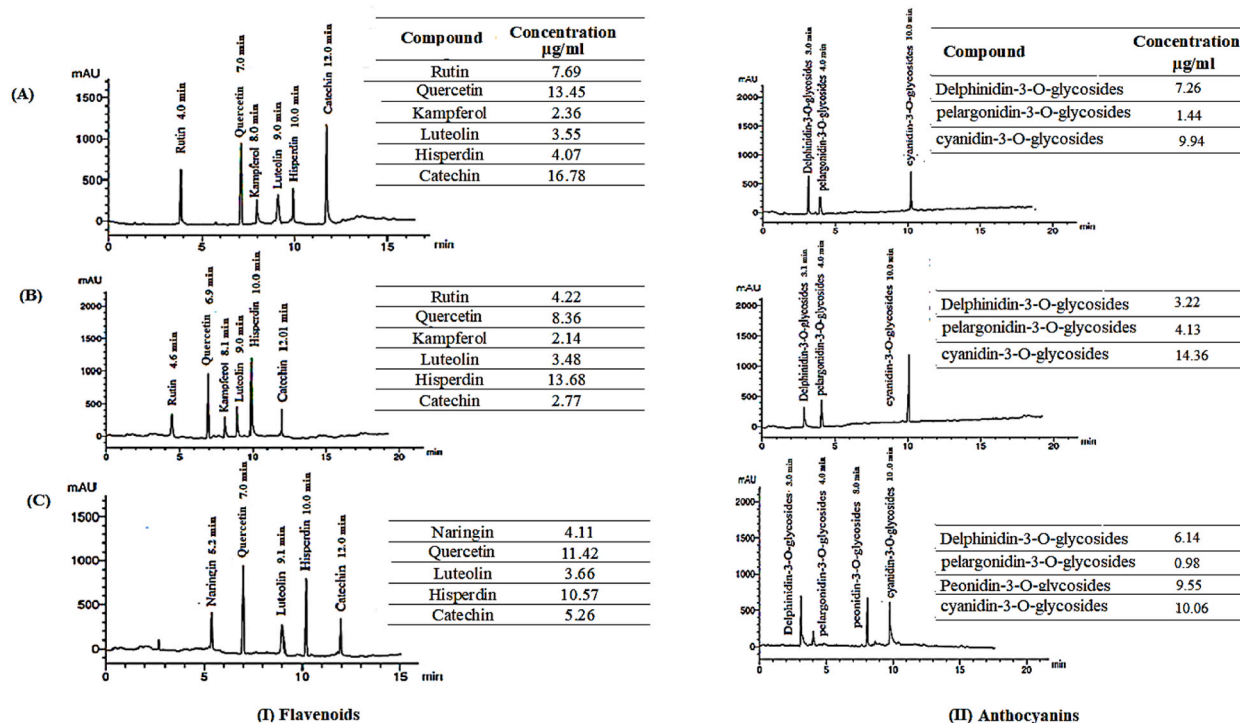 (A)
mAU
1500
1000
500
0
Rutin 4.0 min
Quercetin 7.0 min
Kampferol 8.0 min
Luteolin 9.0 min
Hisperdin 10.0 min
Catechin 12.0 min
0 5 10 15 min
Compound Concentration
µg/ml
Rutin 7.69
Quercetin 13.45
Kampferol 2.36
Luteolin 3.55
Hisperdin 4.07
Catechin 16.78
mAU
2000
1500
1000
500
0
Delphinidin-3-O-glycosides 3.0 min
pelargonidin-3-O-glycosides 4.0 min
cyanidin-3-O-glycosides 10.0 min
0 5 10 15 20 min
Compound Concentration
µg/ml
Delphinidin-3-O-glycosides 7.26
pelargonidin-3-O-glycosides 1.44
cyanidin-3-O-glycosides 9.94
(B)
mAU
2000
1500
1000
500
0
Rutin 4.6 min
Quercetin 6.9 min
Kampferol 8.1 min
Luteolin 9.0 min
Hisperdin 10.0 min
Catechin 12.01 min
5 10 15 20 min
Rutin 4.22
Quercetin 8.36
Kampferol 2.14
Luteolin 3.48
Hisperdin 13.68
Catechin 2.77
mAU
2000
1500
1000
500
0
Delphinidin-3-O-glycosides 3.1 min
pelargonidin-3-O-glycosides 4.0 min
cyanidin-3-O-glycosides 10.0 min
0 5 10 15 20 min
Delphinidin-3-O-glycosides 3.22
pelargonidin-3-O-glycosides 4.13
cyanidin-3-O-glycosides 14.36
(C)
mAU
1500
1000
500
0
Naringin 5.2 min
Quercetin 7.0 min
Luteolin 9.1 min
Hisperdin 10.0 min
Catechin 12.0 min
0 5 10 15 min
Naringin 4.11
Quercetin 11.42
Luteolin 3.66
Hisperdin 10.57
Catechin 5.26
mAU
2000
1500
1000
500
0
Delphinidin-3-O-glycosides 3.0 min
pelargonidin-3-O-glycosides 4.0 min
peonidin-3-O-glycosides 8.0 min
cyanidin-3-O-glycosides 10.0 min
0 5 10 15 20 min
Delphinidin-3-O-glycosides 6.14
pelargonidin-3-O-glycosides 0.98
Peonidin-3-O-glycosides 9.55
cyanidin-3-O-glycosides 10.06
(I) Flavenoids
(II) Anthocyanins